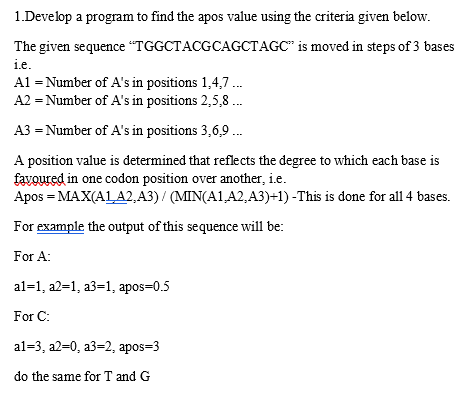 1.Develop a program to find the apos value using the criteria given below.
The given sequence “TGGCTACGCAGCTAGC” is moved in steps of 3 bases
i.e.
A1 = Number of A's in positions 1,4,7 ...
A2 = Number of A's in positions 2,5,8 ...
A3 = Number of A's in positions 3,6,9 ...
A position value is determined that reflects the degree to which each base is
favoured in one codon position over another, i.e.
Apos = MAX(A1,A2,A3) / (MIN(A1,A2,A3)+1) -This is done for all 4 bases.
For example the output of this sequence will be:
For A:
a1=1, a2=1, a3=1, apos=0.5
For C:
a1=3, a2=0, a3=2, apos=3
do the same for T and G